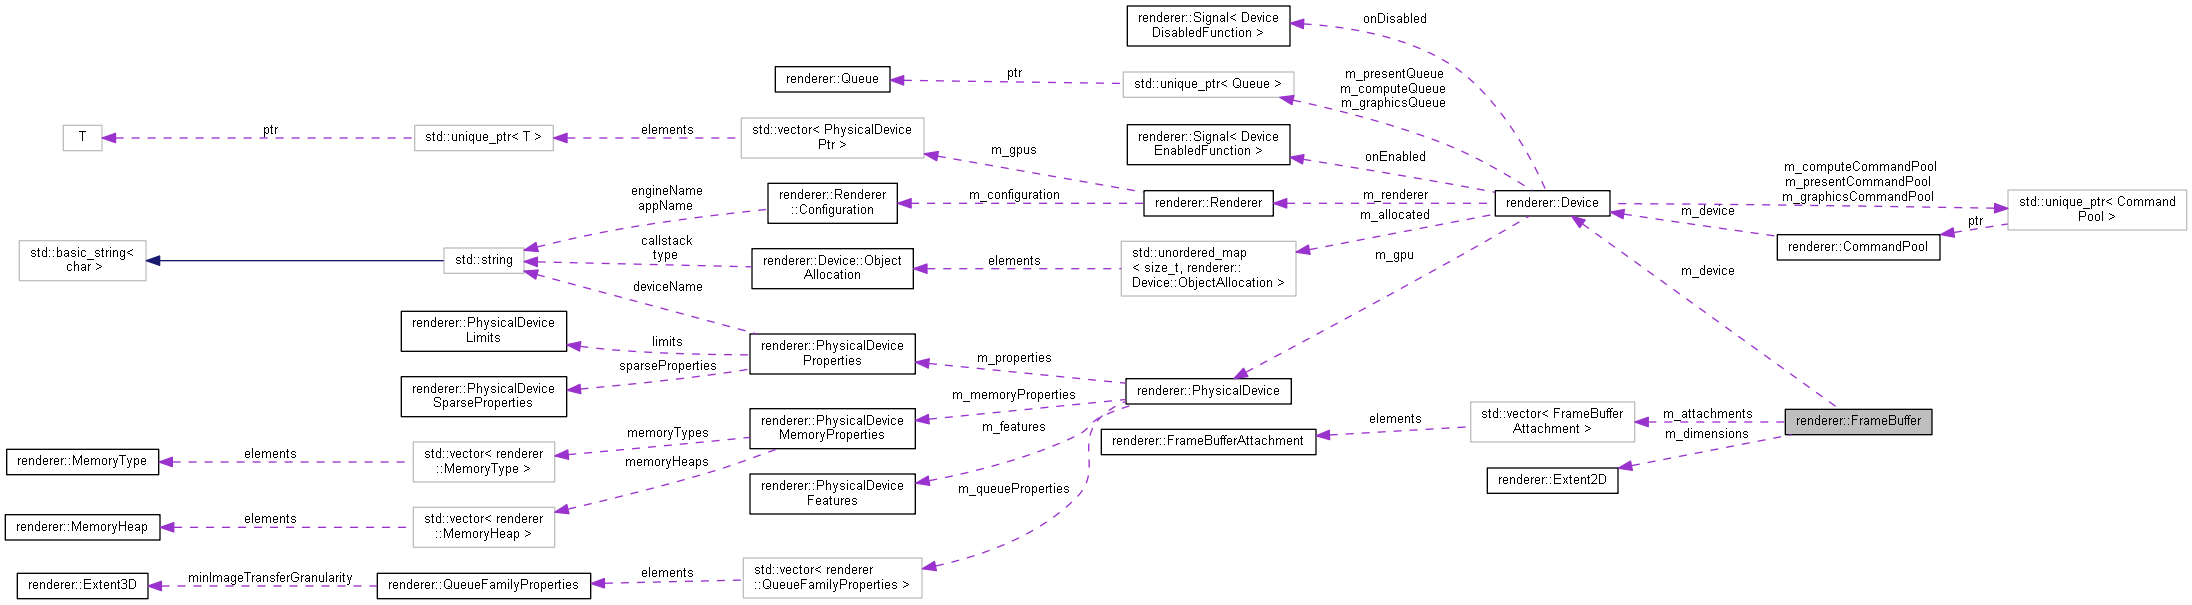 renderer::Signal< Device
DisabledFunction >
onDisabled
renderer::Queue
ptr
std::unique_ptr< Queue >
m_presentQueue
m_computeQueue
m_graphicsQueue
T
ptr
std::unique_ptr< T >
elements
std::vector< PhysicalDevice
Ptr >
m_gpus
renderer::Signal< Device
EnabledFunction >
onEnabled
engineName
appName
renderer::Renderer
::Configuration
m_configuration
renderer::Renderer
m_renderer
renderer::Device
m_computeCommandPool
m_presentCommandPool
m_graphicsCommandPool
std::unique_ptr< Command
Pool >
ptr
m_device
renderer::CommandPool
m_allocated
std::basic_string<
char >
std::string
callstack
type
renderer::Device::Object
Allocation
elements
std::unordered_map
< size_t, renderer::
Device::ObjectAllocation >
m_gpu
m_device
deviceName
renderer::PhysicalDevice
Limits
limits
renderer::PhysicalDevice
Properties
m_properties
sparseProperties
renderer::PhysicalDevice
SparseProperties
renderer::PhysicalDevice
m_memoryProperties
renderer::PhysicalDevice
MemoryProperties
m_features
memoryTypes
renderer::MemoryType
elements
std::vector< renderer
::MemoryType >
memoryHeaps
renderer::FrameBufferAttachment
elements
std::vector< FrameBuffer
Attachment >
m_attachments
renderer::FrameBuffer
m_dimensions
renderer::Extent2D
renderer::PhysicalDevice
Features
m_queueProperties
renderer::MemoryHeap
elements
std::vector< renderer
::MemoryHeap >
renderer::Extent3D
minImageTransferGranularity
renderer::QueueFamilyProperties
elements
std::vector< renderer
::QueueFamilyProperties >